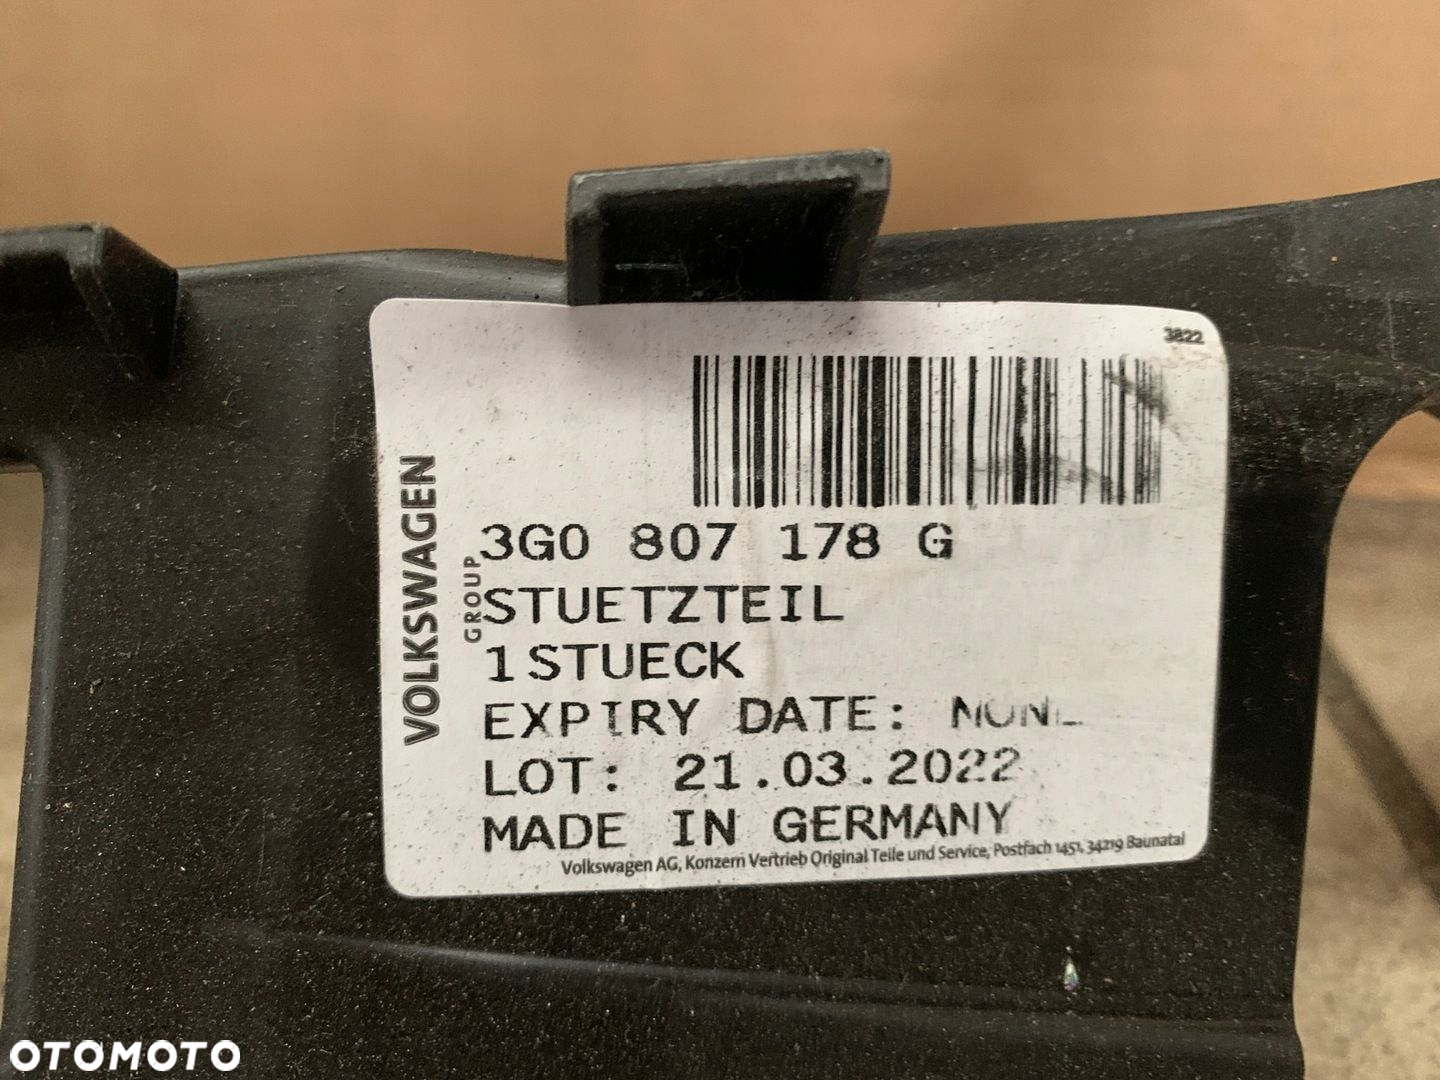 3822
VOLKSWAGEN
GROUP
3G0 807 178 G
STUETZTEIL
1 STUECK
EXPIRY DATE: NONE
LOT: 21.03.2022
MADE IN GERMANY
Volkswagen AG, Konzern Vertrieb Original Teile und Service, Postfach 1451, 34219 Baunatal
OTOMOTO